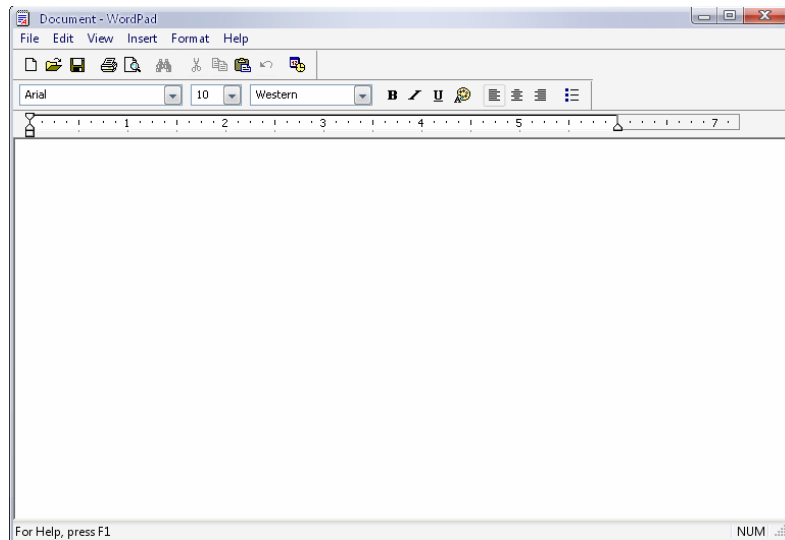 Document - WordPad
File Edit View Insert Format Help
Arial 10 Western B I U
1 2 3 4 5 7
For Help, press F1 NUM